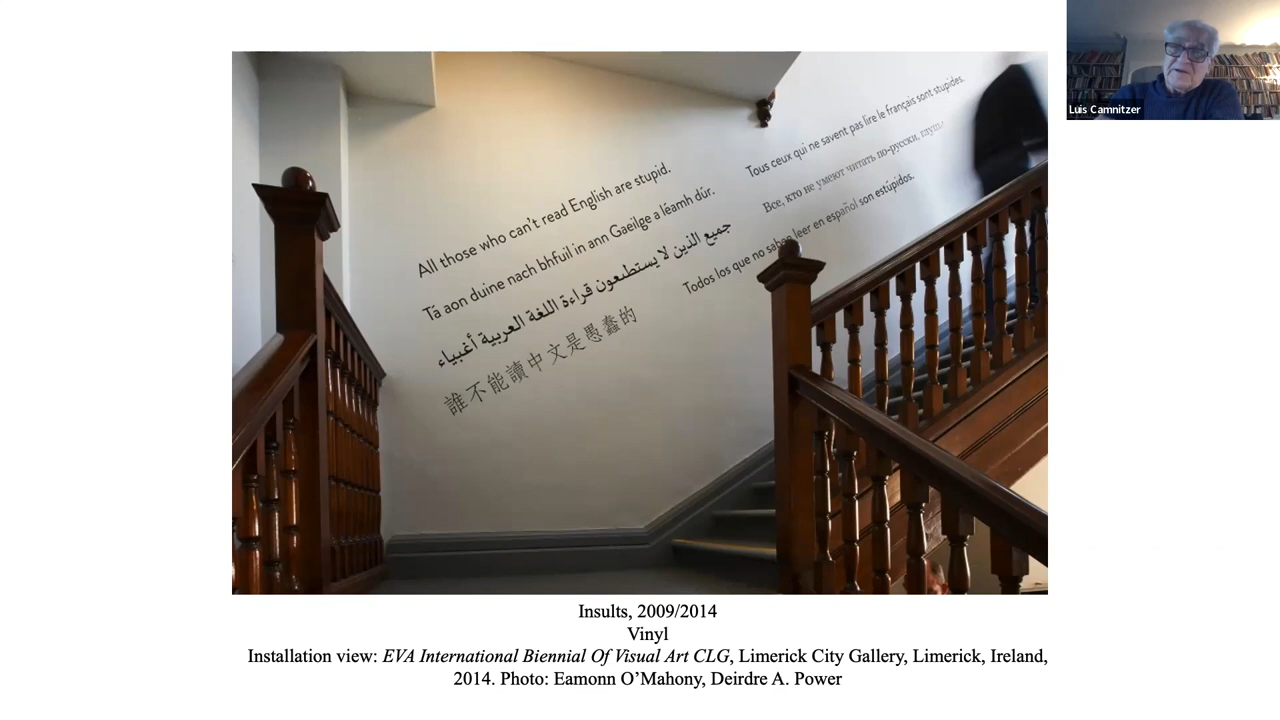 Luis Camnitzer
All those who can't read English are stupid.
Tá aon duine nach bhfuil in ann Gaeilge a léamh dúr.
جميع الذين لا يستطيعون قراءة اللغة العربية أغبياء
誰不能讀中文是愚蠢的
Tous ceux qui ne savent pas lire le français sont stupides.
Все, кто не умеют читать по-русски, глупы
Todos los que no saben leer en español son estúpidos.
Insults, 2009/2014
Vinyl
Installation view: EVA International Biennial Of Visual Art CLG, Limerick City Gallery, Limerick, Ireland,
2014. Photo: Eamonn O’Mahony, Deirdre A. Power